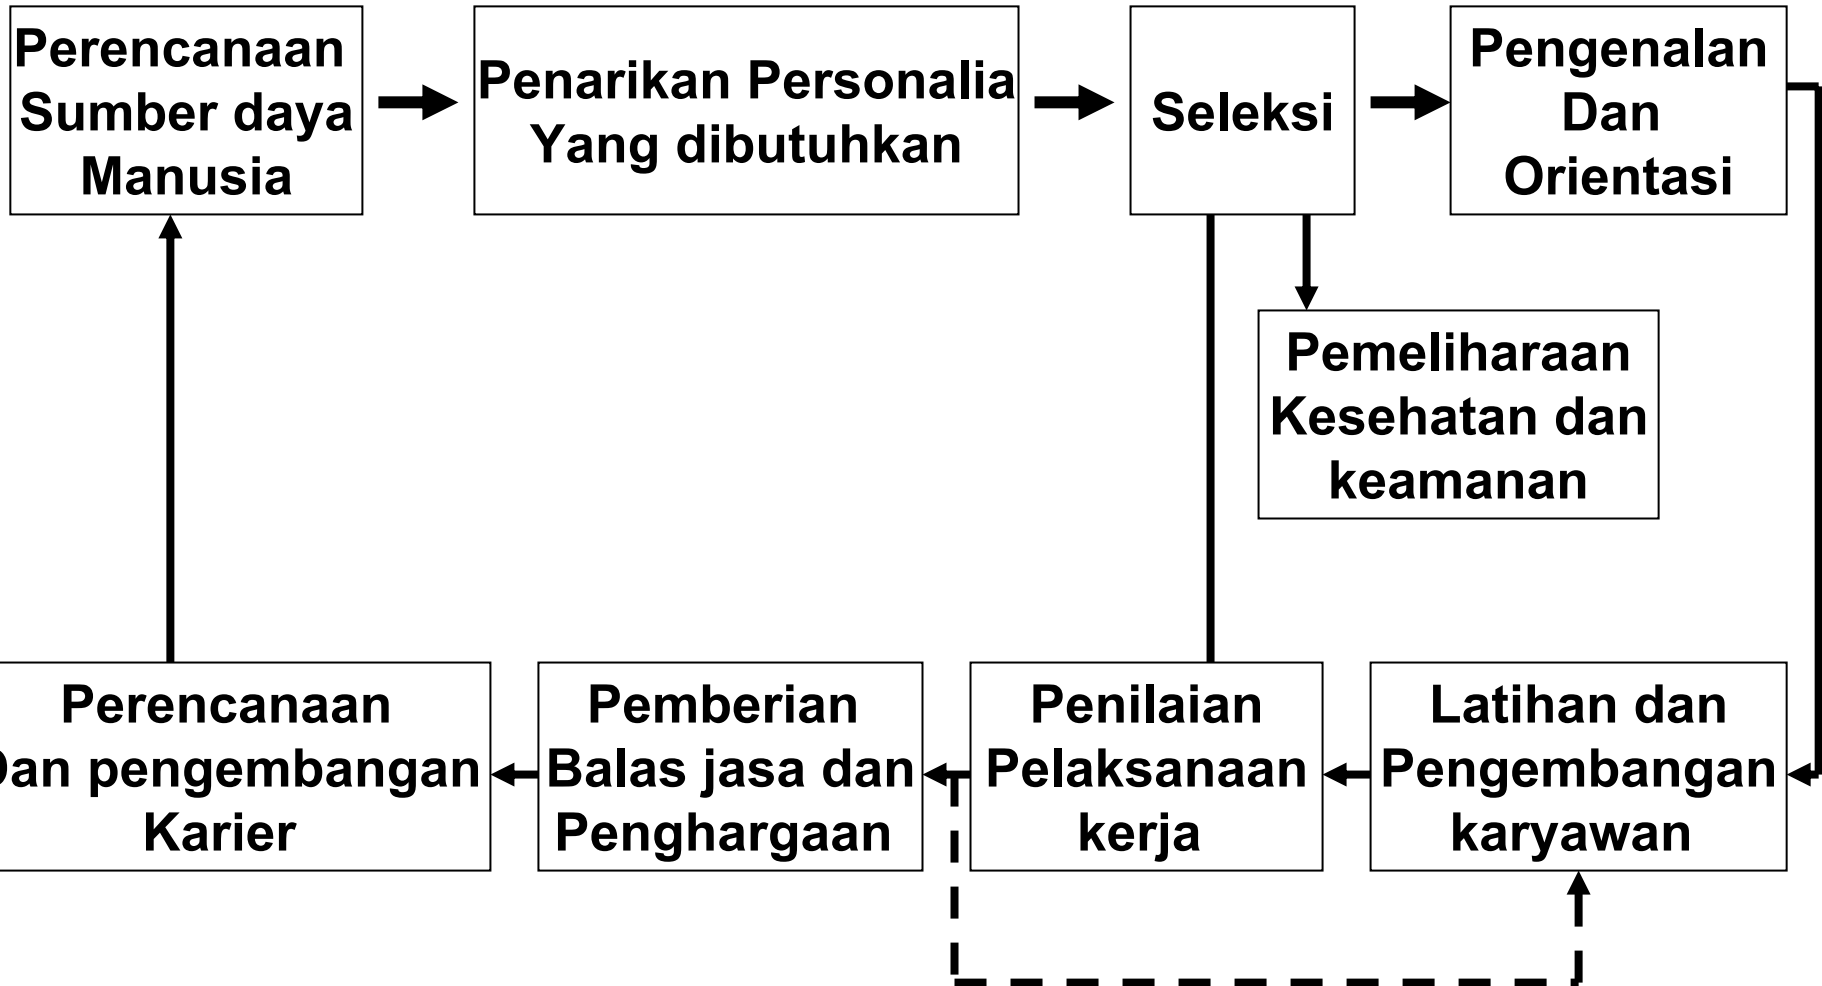 Perencanaan
Sumber daya
Manusia
Penarikan Personalia
Yang dibutuhkan
Seleksi
Pengenalan
Dan
Orientasi
Pemeliharaan
Kesehatan dan
keamanan
Perencanaan
Dan pengembangan
Karier
Pemberian
Balas jasa dan
Penghargaan
Penilaian
Pelaksanaan
kerja
Latihan dan
Pengembangan
karyawan